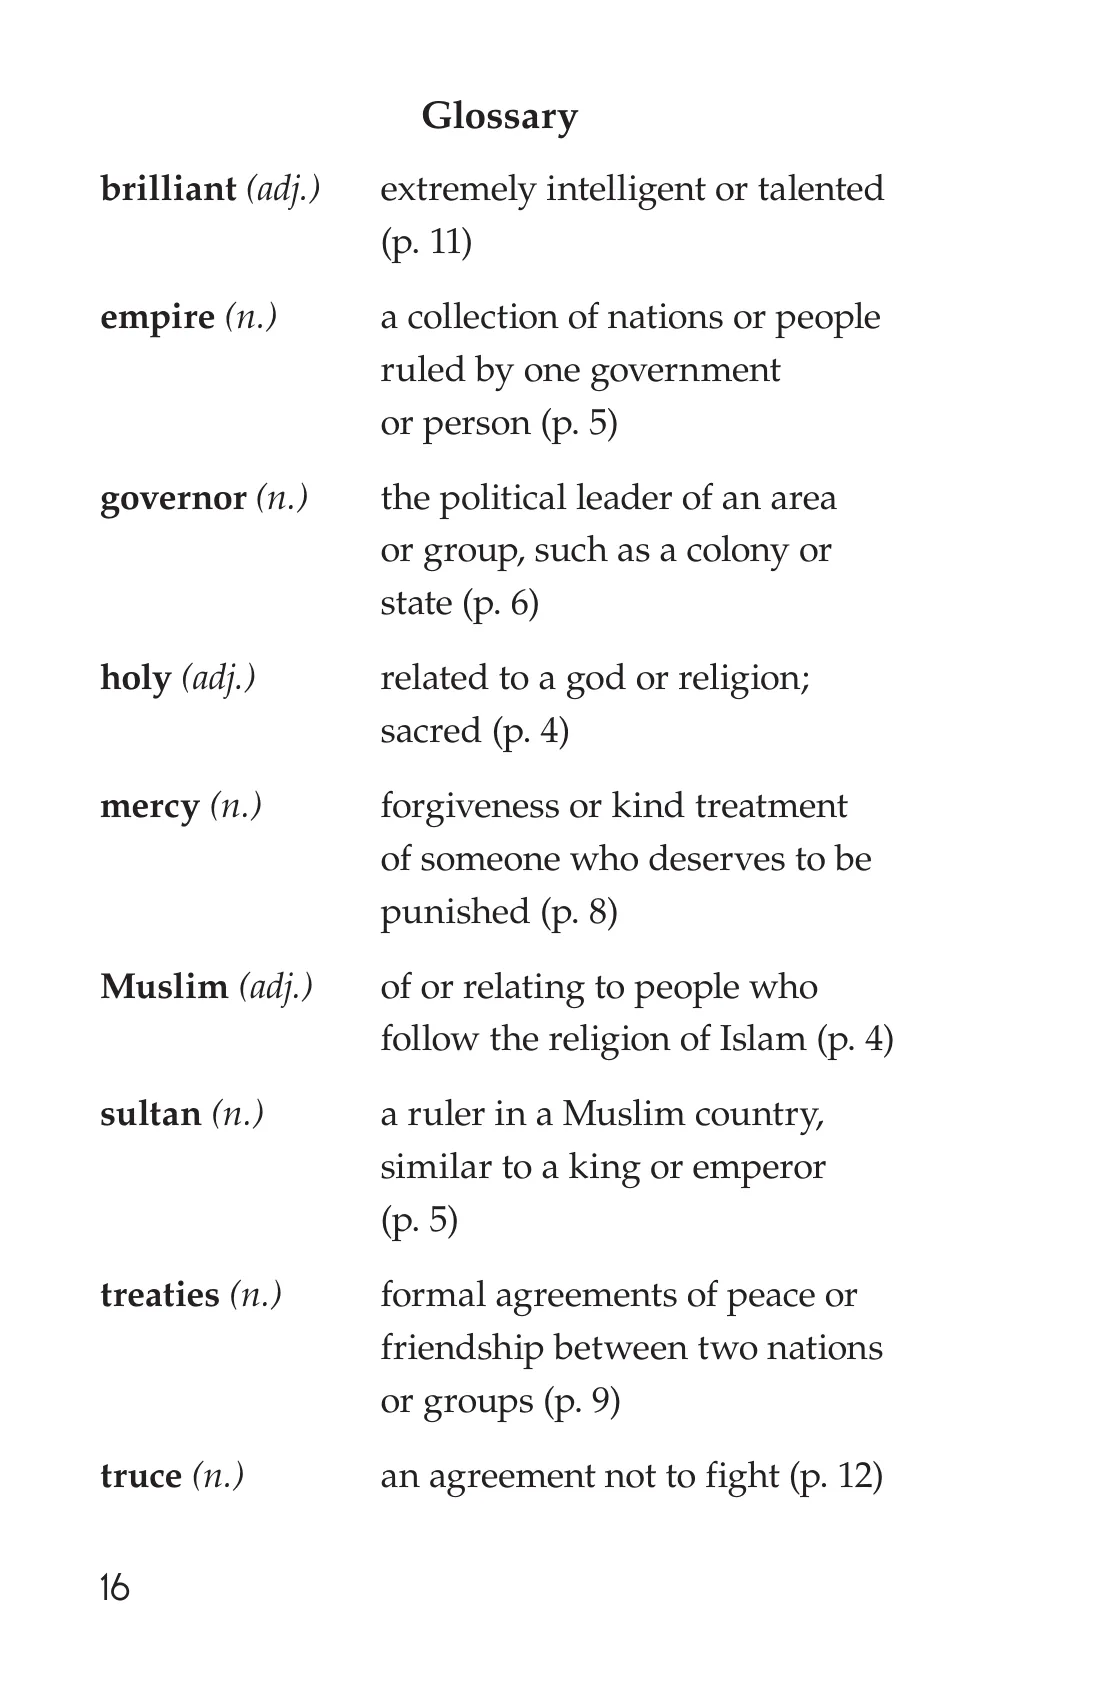 Glossary
brilliant (adj.) extremely intelligent or talented
(p. 11)
empire (n.) a collection of nations or people
ruled by one government
or person (p. 5)
governor (n.) the political leader of an area
or group, such as a colony or
state (p. 6)
holy (adj.) related to a god or religion;
sacred (p. 4)
mercy (n.) forgiveness or kind treatment
of someone who deserves to be
punished (p. 8)
Muslim (adj.) of or relating to people who
follow the religion of Islam (p. 4)
sultan (n.) a ruler in a Muslim country,
similar to a king or emperor
(p. 5)
treaties (n.) formal agreements of peace or
friendship between two nations
or groups (p. 9)
truce (n.) an agreement not to fight (p. 12)
16